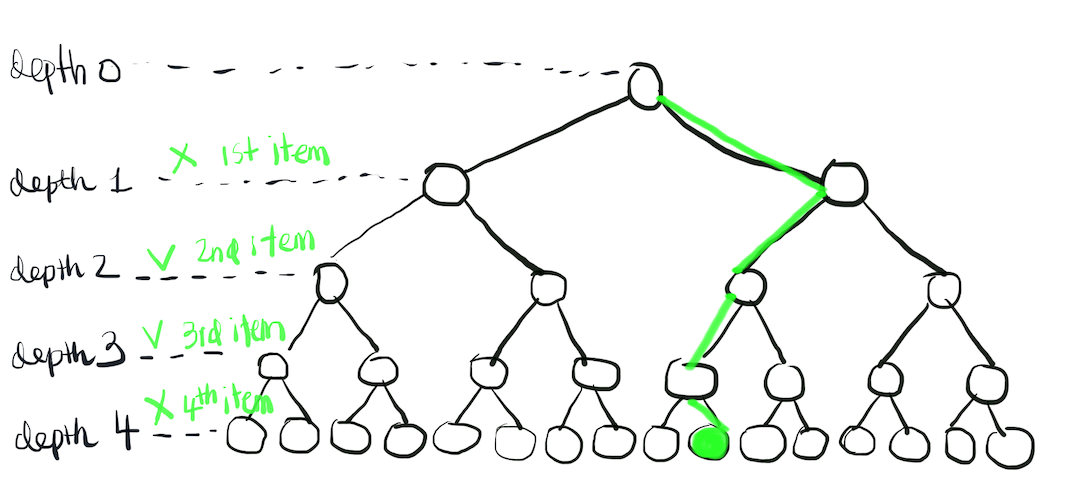 depth 0
X 1st item
depth 1
V 2nd item
depth 2
V 3rd item
depth 3
X 4th item
depth 4